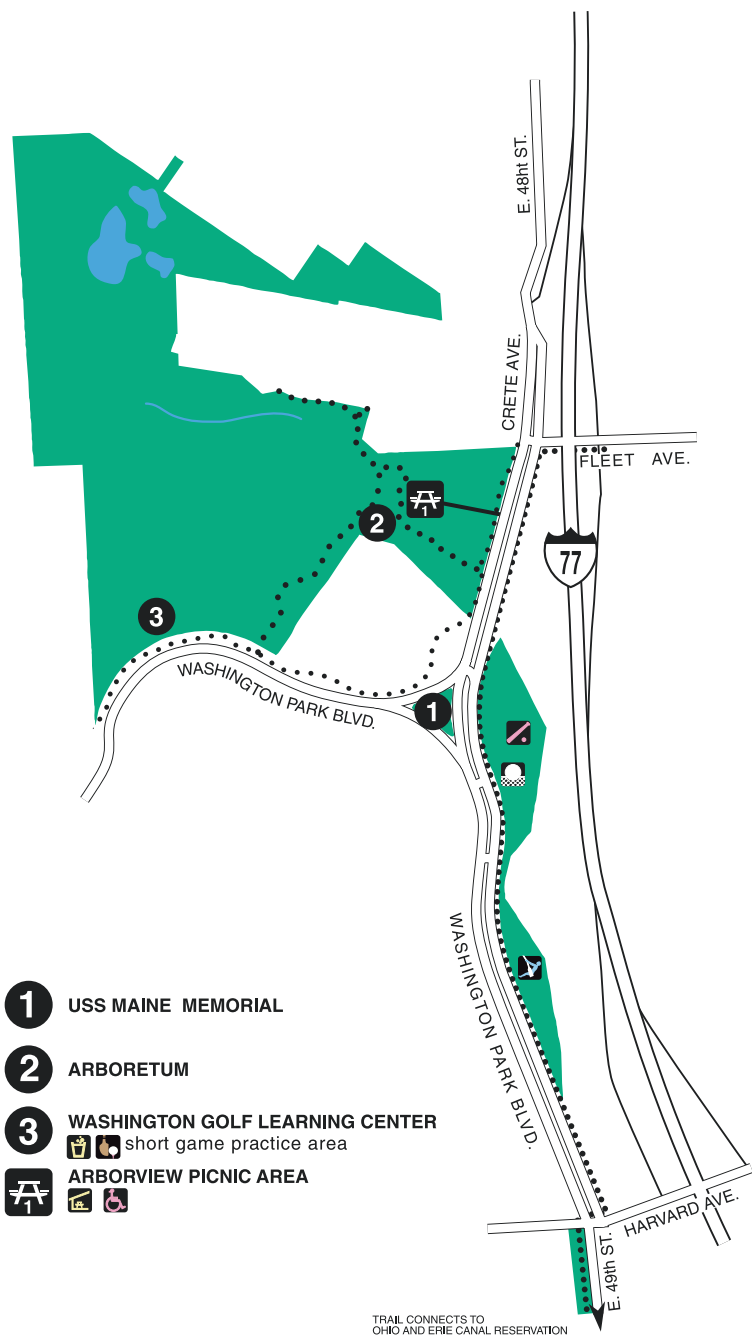 E. 48ht ST.
CRETE AVE.
FLEET AVE.
1
2
77
3
WASHINGTON PARK BLVD.
1
WASHINGTON PARK BLVD.
1 USS MAINE MEMORIAL
2 ARBORETUM
3 WASHINGTON GOLF LEARNING CENTER
short game practice area
1 ARBORVIEW PICNIC AREA
HARVARD AVE.
E. 49th ST.
TRAIL CONNECTS TO
OHIO AND ERIE CANAL RESERVATION